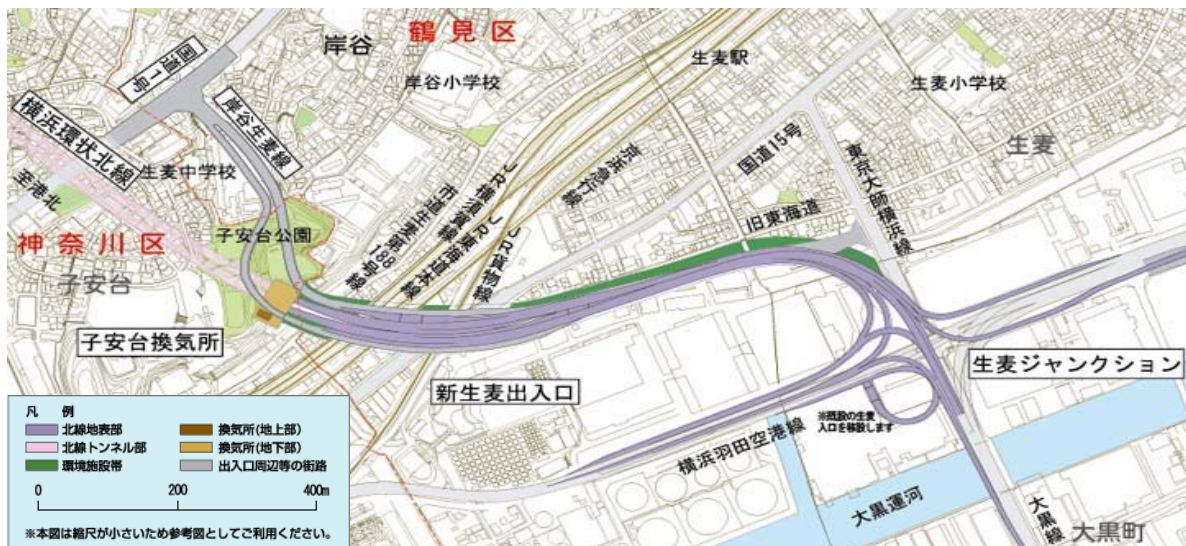 鶴見区
岸谷
国道1号
岸谷小学校
生麦駅
生麦小学校
横浜環状北線
岸谷生麦線
生麦中学校
至港北
神奈川区
子安台
子安台公園
市道生麦第188号線
JR横須賀線
JR東海道本線
JR貨物線
京浜急行線
国道15号
旧東海道
東京大師横浜線
生麦
子安台換気所
新生麦出入口
生麦ジャンクション
※既設の生麦
入口を移設します
横浜羽田空港線
大黒運河
大黒線
大黒町
凡 例
北線地表部
換気所(地上部)
北線トンネル部
換気所(地下部)
環境施設帯
出入口周辺等の街路
0 200 400m
※本図は縮尺が小さいため参考図としてご利用ください。